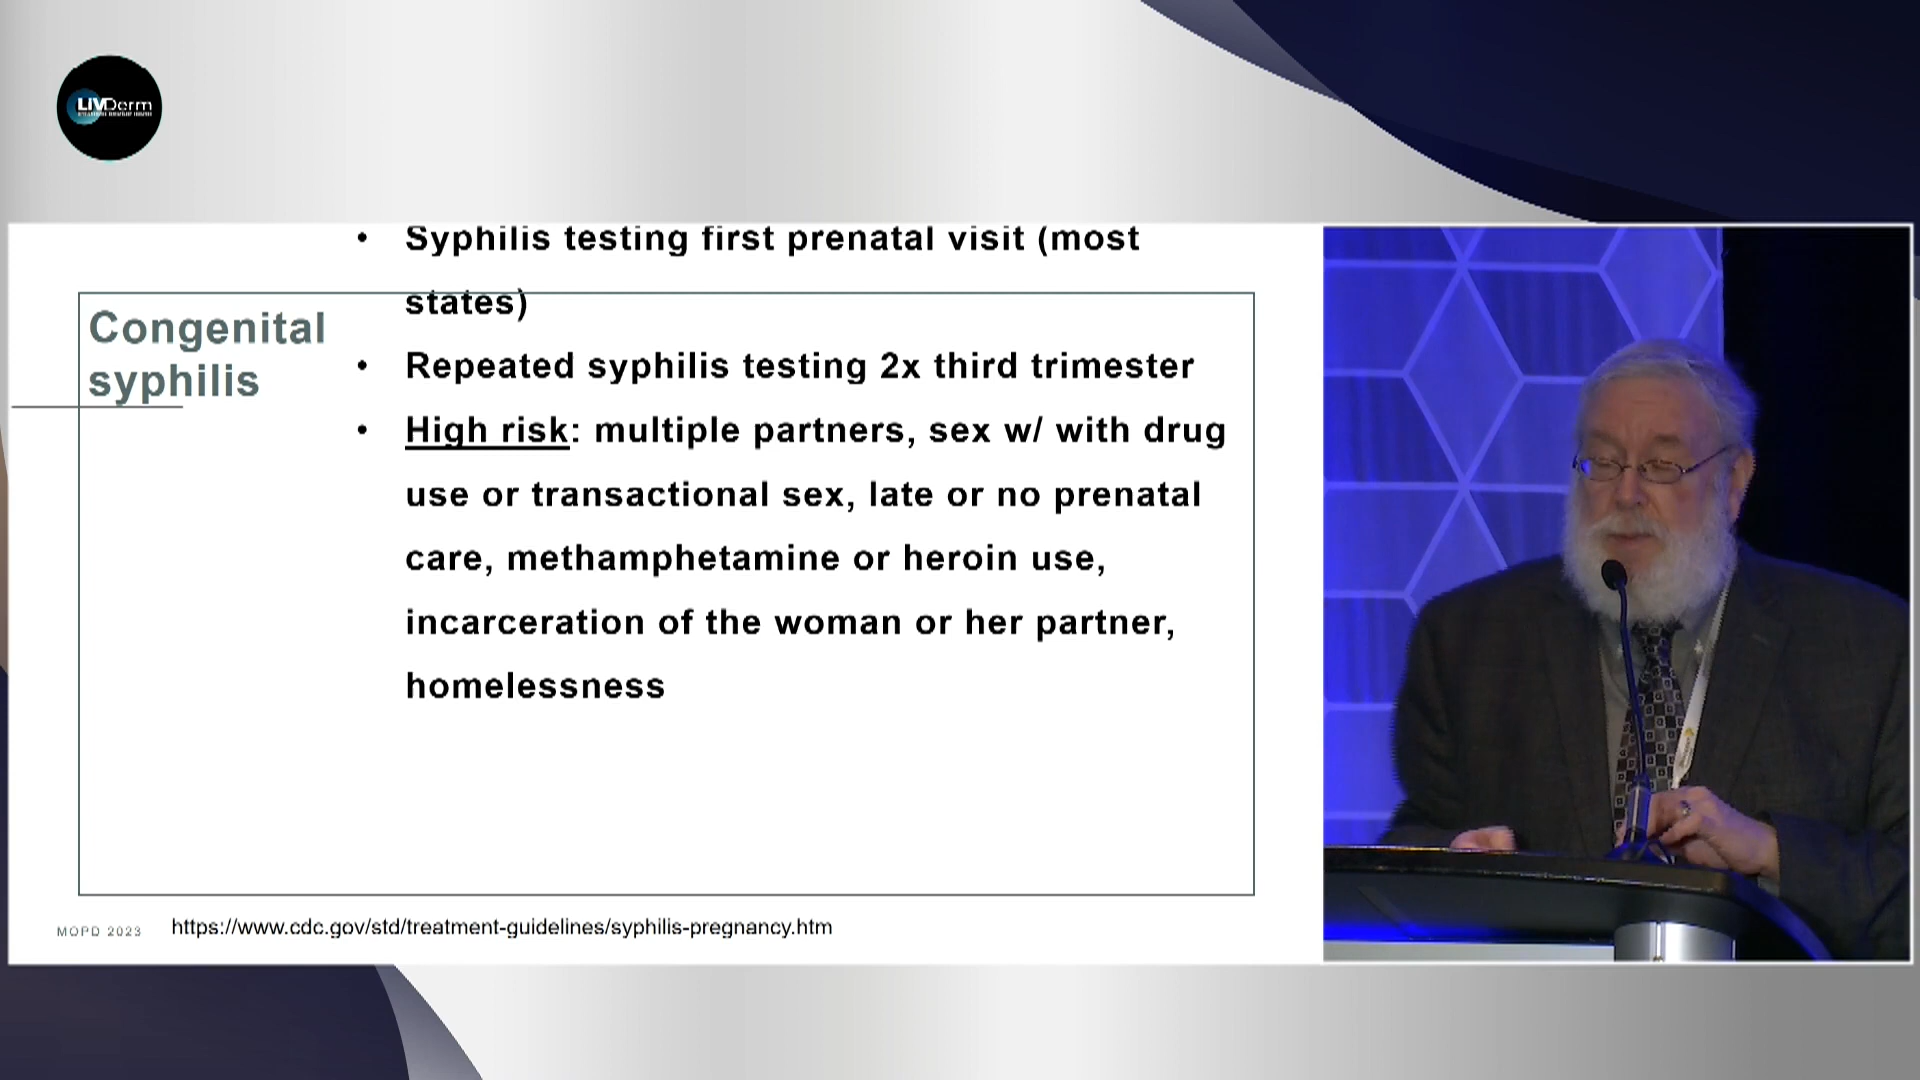 LIVDerm
• Syphilis testing first prenatal visit (most
states)
Congenital
syphilis
• Repeated syphilis testing 2x third trimester
• High risk: multiple partners, sex w/ with drug
use or transactional sex, late or no prenatal
care, methamphetamine or heroin use,
incarceration of the woman or her partner,
homelessness
MOPD 2023
https://www.cdc.gov/std/treatment-guidelines/syphilis-pregnancy.htm